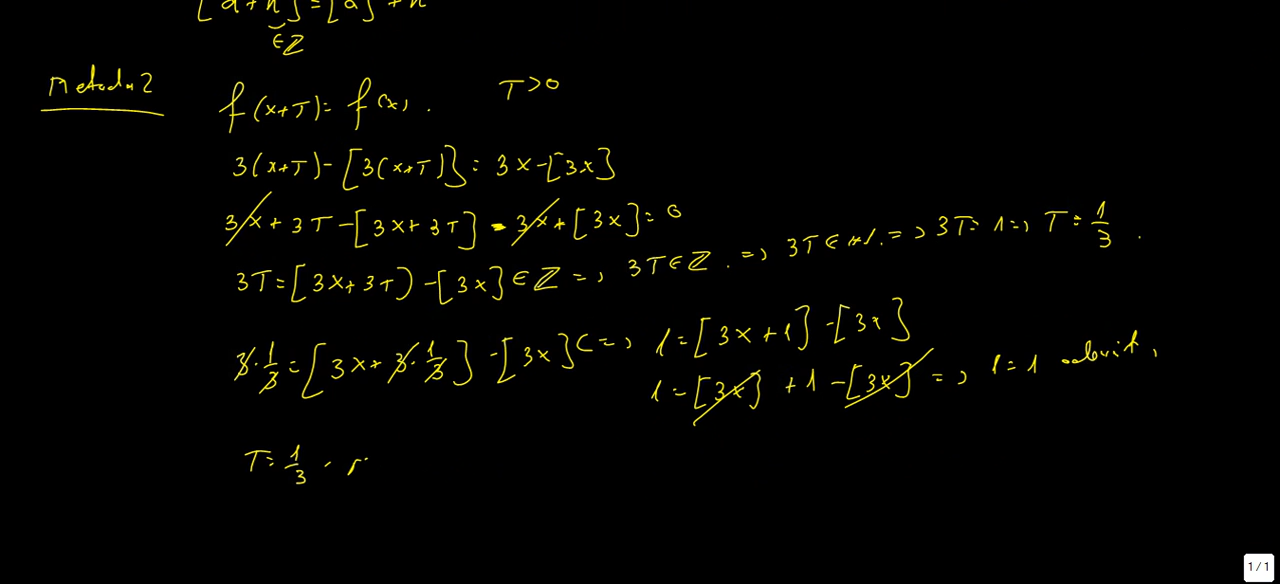 [a+n] = [a] + n
∈ℤ
Metoda 2
f(x+T) = f(x). T>0
3(x+T) - [3(x+T)] = 3x - [3x]
3x + 3T - [3x + 3T] - 3x + [3x] = 0
3T = [3x + 3T) - [3x] ∈ ℤ => 3T ∈ ℤ. => 3T ∈ ℕ. => 3T = 1 => T = 1/3.
3·1/3 = [3x + 3·1/3] - [3x] <=> 1 = [3x + 1] - [3x]
1 = [3x] + 1 - [3x] => 1 = 1 adevărat,
T = 1/3 -